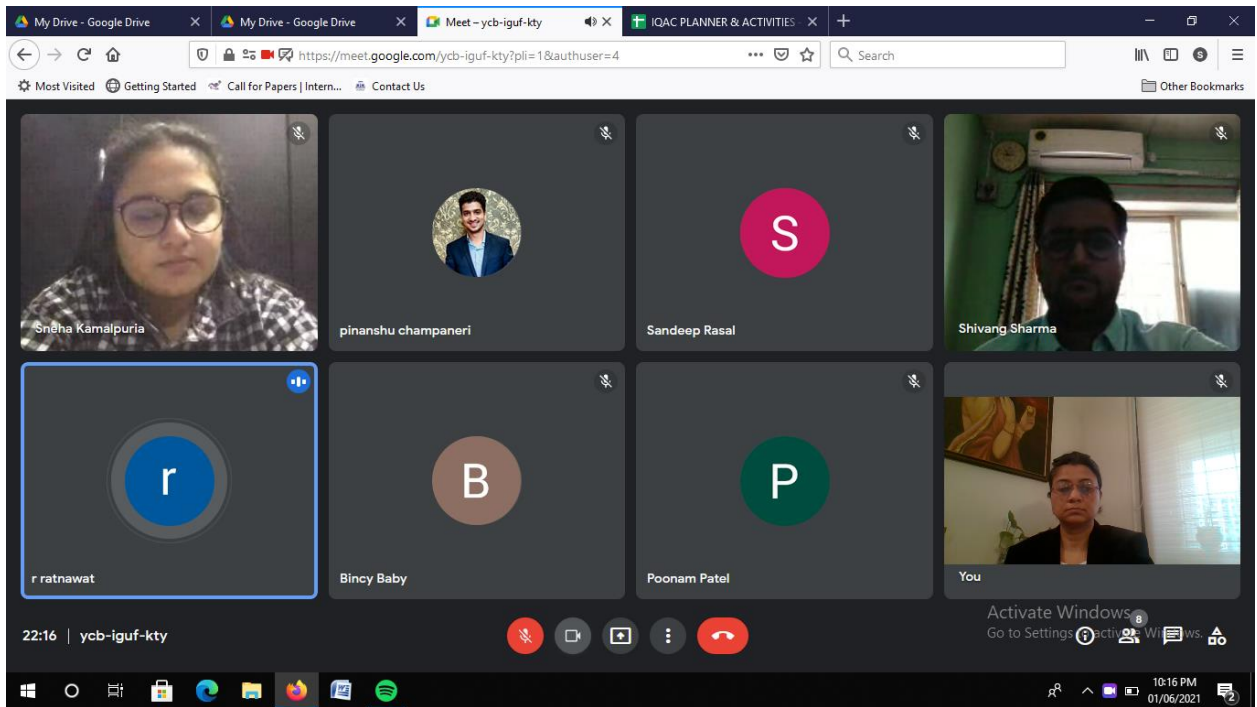 My Drive - Google Drive
My Drive - Google Drive
Meet – ycb-iguf-kty
IQAC PLANNER & ACTIVITIES -
https://meet.google.com/ycb-iguf-kty?pli=1&authuser=4
Search
S
Most Visited
Getting Started
Call for Papers | Intern...
Contact Us
Other Bookmarks
S
Sneha Kamalpuria
pinanshu champaneri
Sandeep Rasal
Shivang Sharma
r
B
P
r ratnawat
Bincy Baby
Poonam Patel
You
Activate Windows
Go to Settings
Windows.
8
22:16 | ycb-iguf-kty
10:16 PM
01/06/2021
2